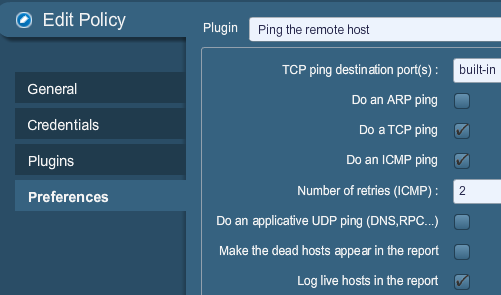 Edit Policy
General
Credentials
Plugins
Preferences
Plugin Ping the remote host
TCP ping destination port(s) : built-in
Do an ARP ping
Do a TCP ping
Do an ICMP ping
Number of retries (ICMP) : 2
Do an applicative UDP ping (DNS,RPC...)
Make the dead hosts appear in the report
Log live hosts in the report